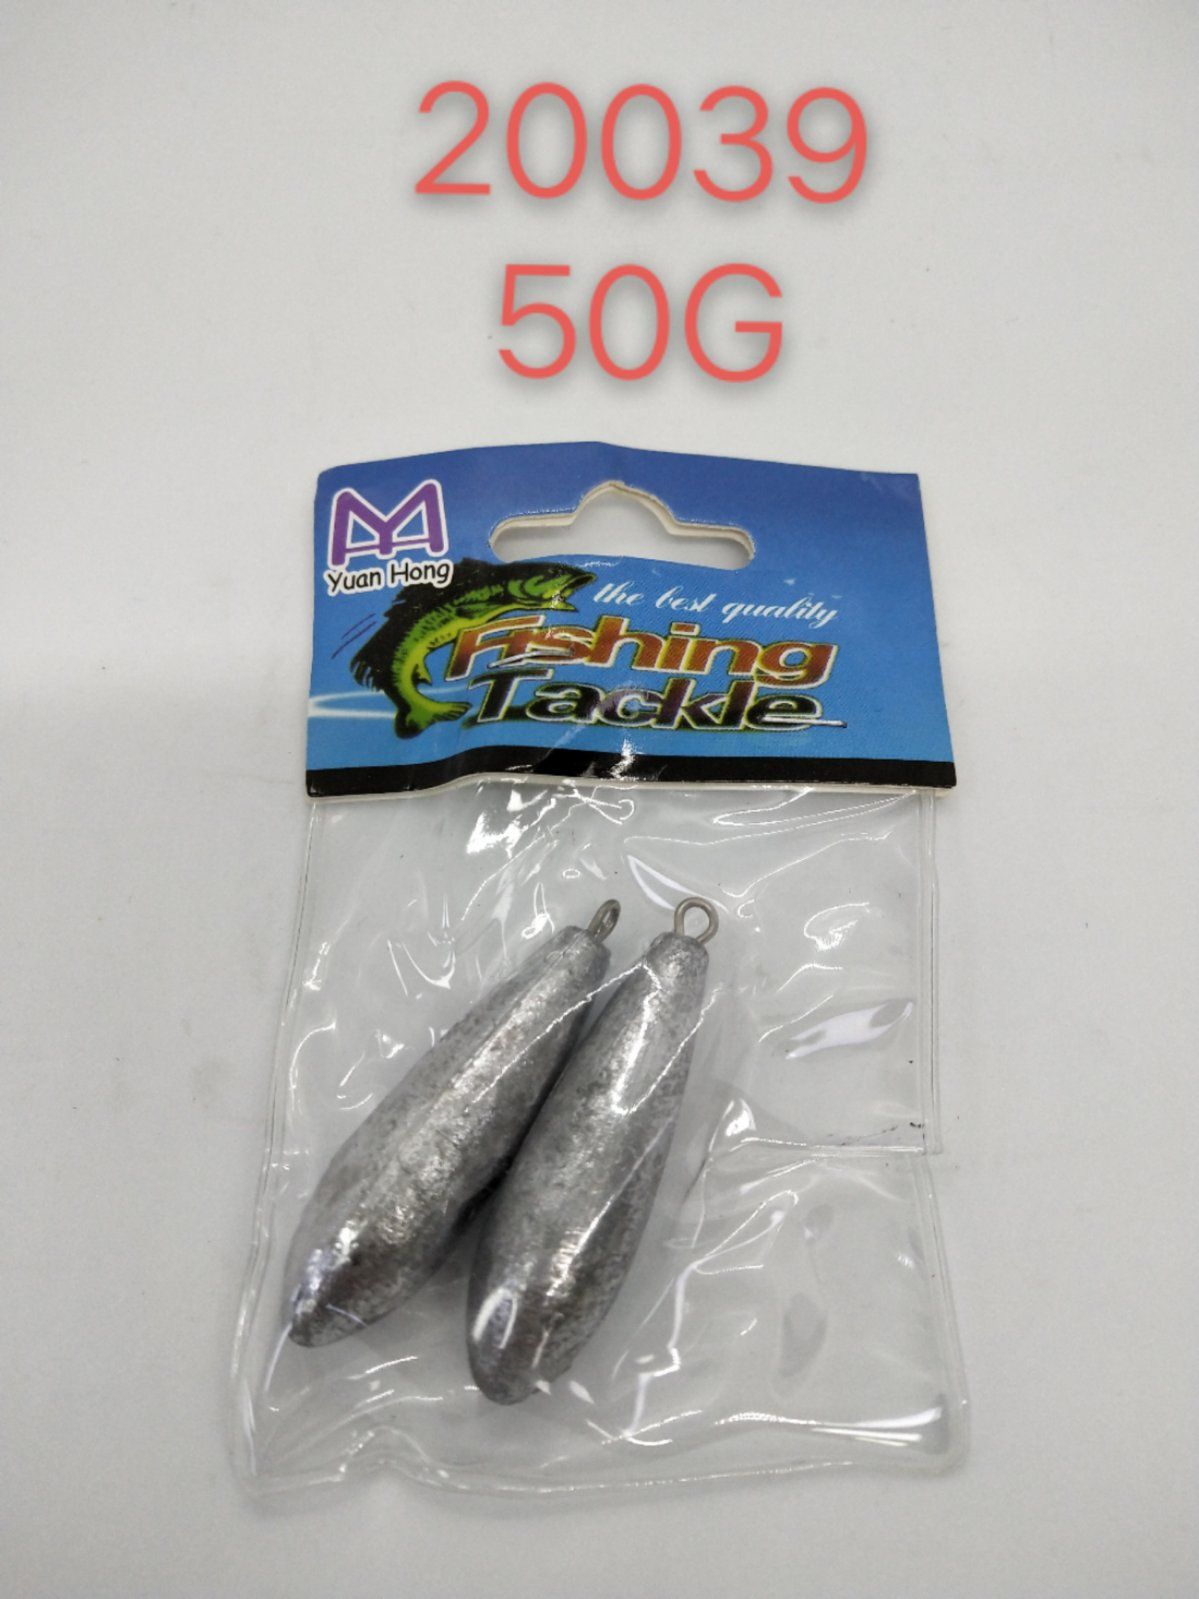 20039
50G
Yuan Hong
the best quality
Fishing
Tackle